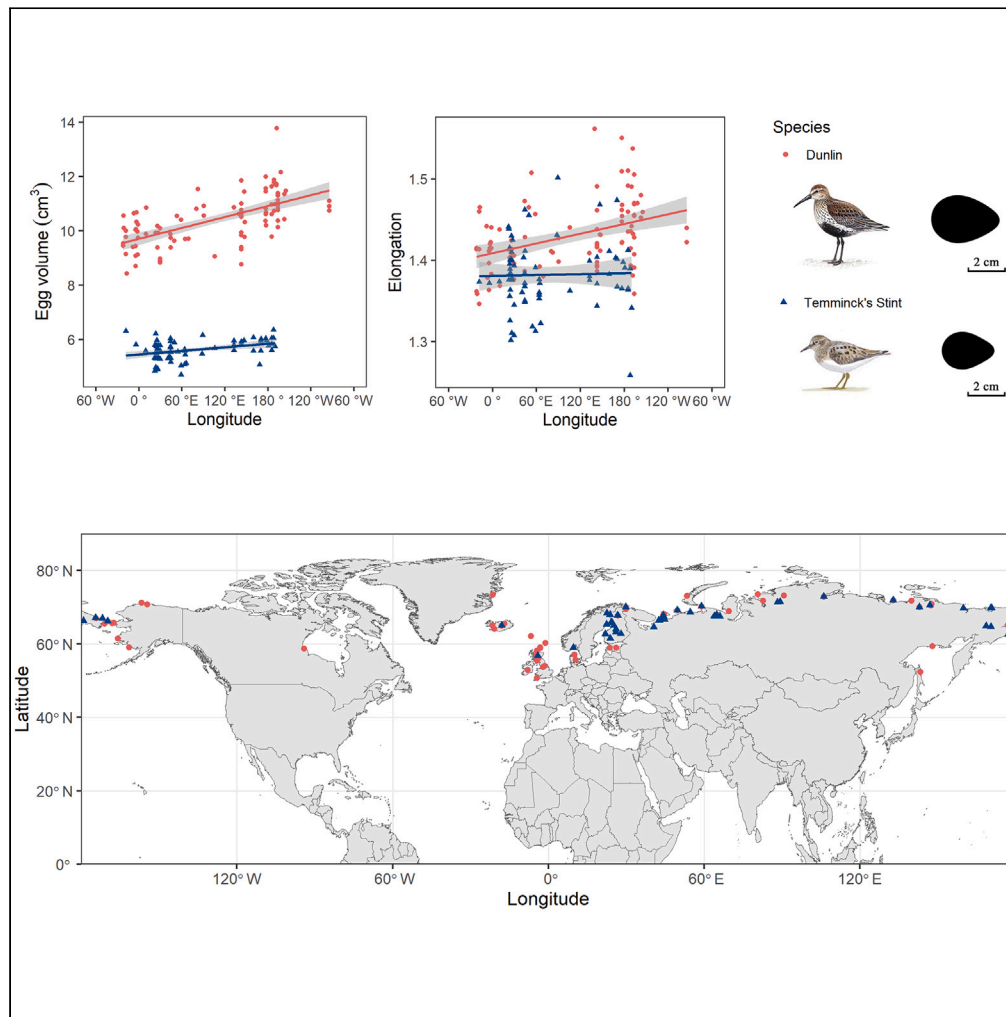 14
12
10
8
6
Egg volume (cm³)
60 °W 0 ° 60 °E 120 °E 180 ° 120 °W 60 °W
Longitude
1.5
1.4
1.3
Elongation
60 °W 0 ° 60 °E 120 °E 180 ° 120 °W 60 °W
Longitude
Species
Dunlin
2 cm
Temminck's Stint
2 cm
80° N
60° N
40° N
20° N
0°
Latitude
120° W 60° W 0° 60° E 120° E
Longitude